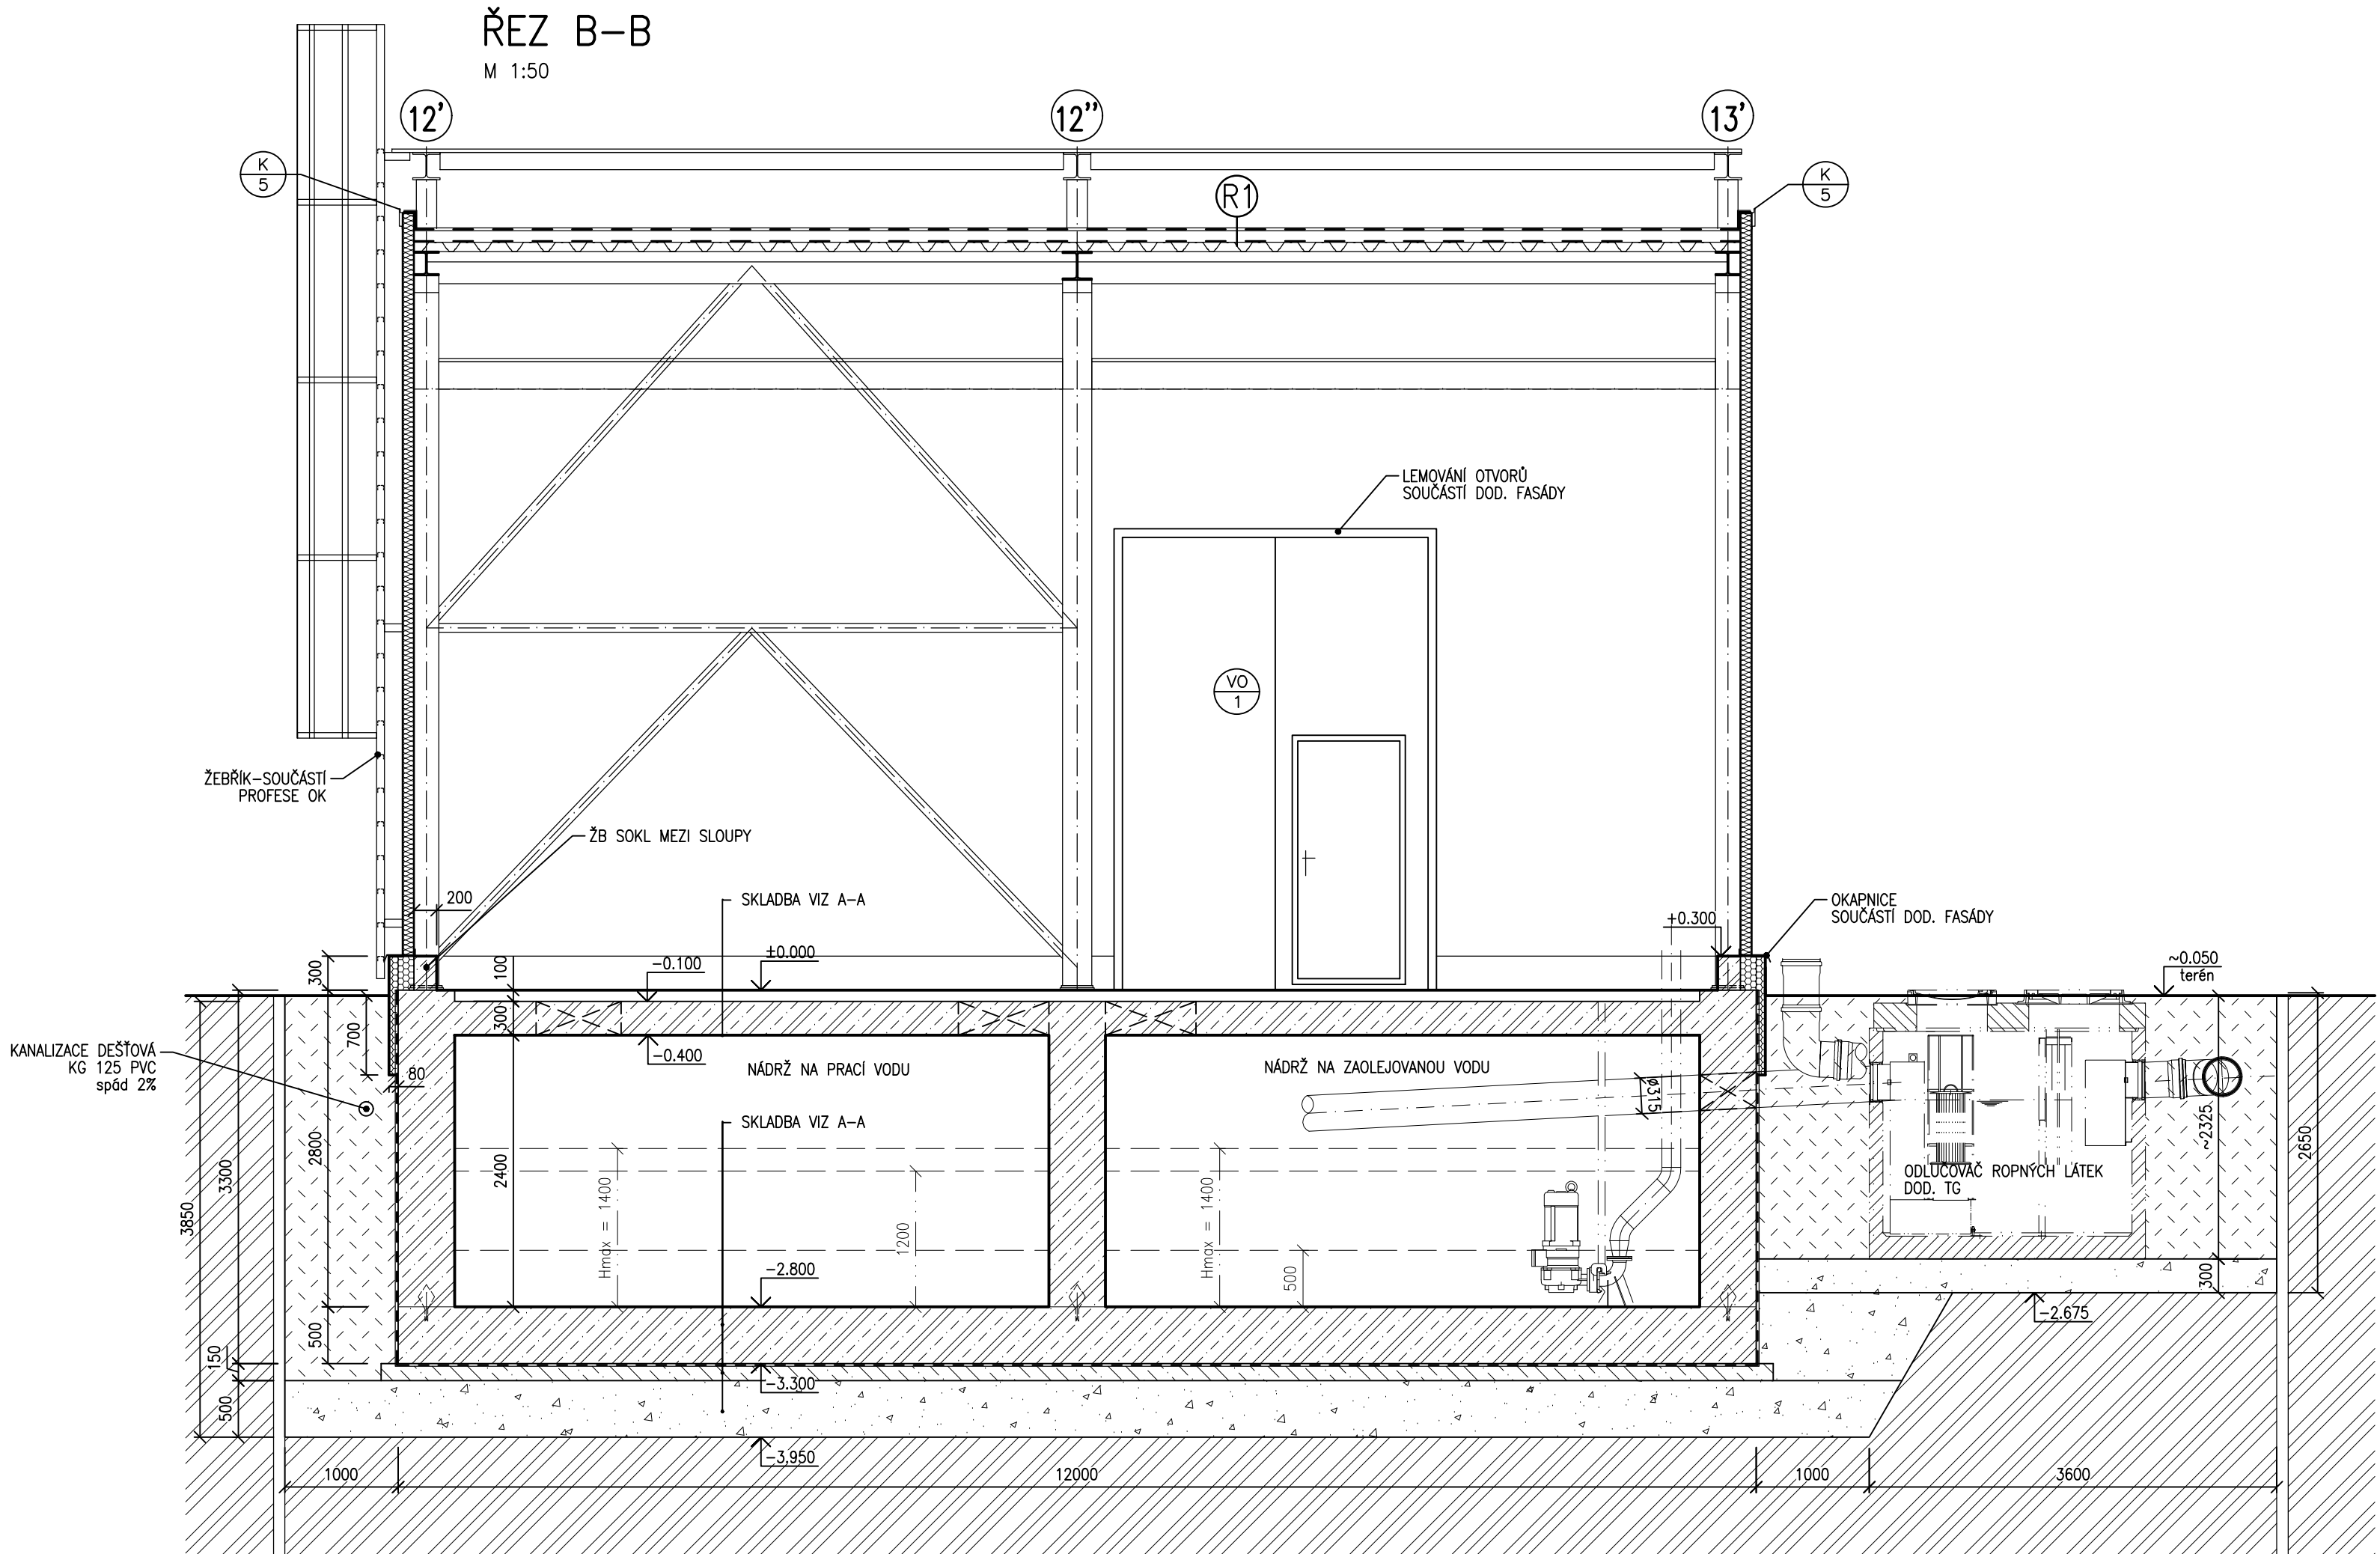 ŘEZ B–B
M 1:50
12'
12''
13'
K
5
R1
K
5
LEMOVÁNÍ OTVORŮ
SOUČÁSTÍ DOD. FASÁDY
VO
1
ŽEBŘÍK–SOUČÁSTÍ
PROFESE OK
ŽB SOKL MEZI SLOUPY
200
SKLADBA VIZ A–A
OKAPNICE
SOUČÁSTÍ DOD. FASÁDY
+0.300
±0.000
–0.100
~0.050
terén
300
100
300
700
–0.400
KANALIZACE DEŠŤOVÁ
KG 125 PVC
spád 2%
80
NÁDRŽ NA PRACÍ VODU
NÁDRŽ NA ZAOLEJOVANOU VODU
ø315
SKLADBA VIZ A–A
~2325
2650
2800
2400
3300
3850
ODLUČOVAČ ROPNÝCH LÁTEK
DOD. TG
Hmax = 1400
1200
Hmax = 1400
500
–2.800
300
–2.675
500
150
–3.300
500
–3.950
1000
12000
1000
3600